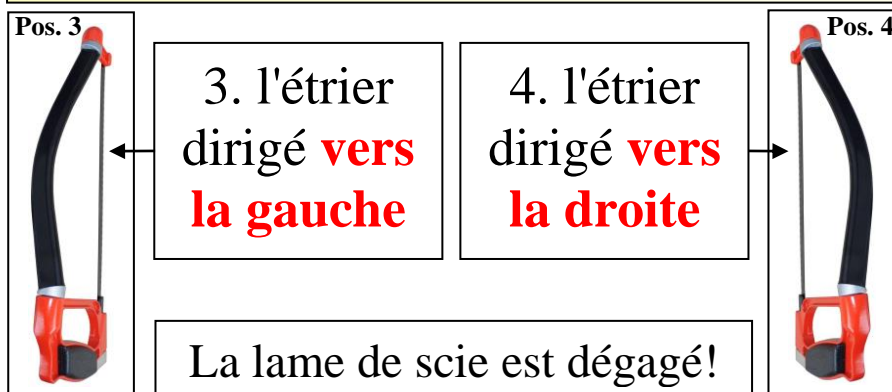 Pos. 3
Pos. 4
3. l'étrier
dirigé vers
la gauche
4. l'étrier
dirigé vers
la droite
La lame de scie est dégagé!